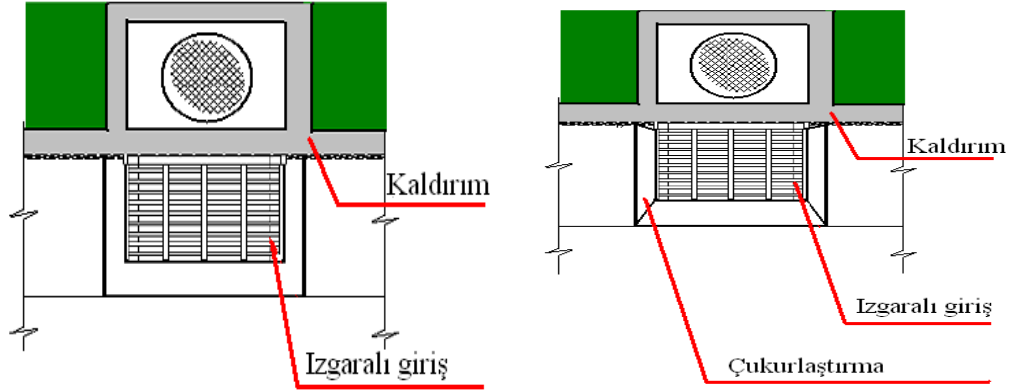 Kaldırım
Izgaralı giriş
Kaldırım
Izgaralı giriş
Çukurlaştırma